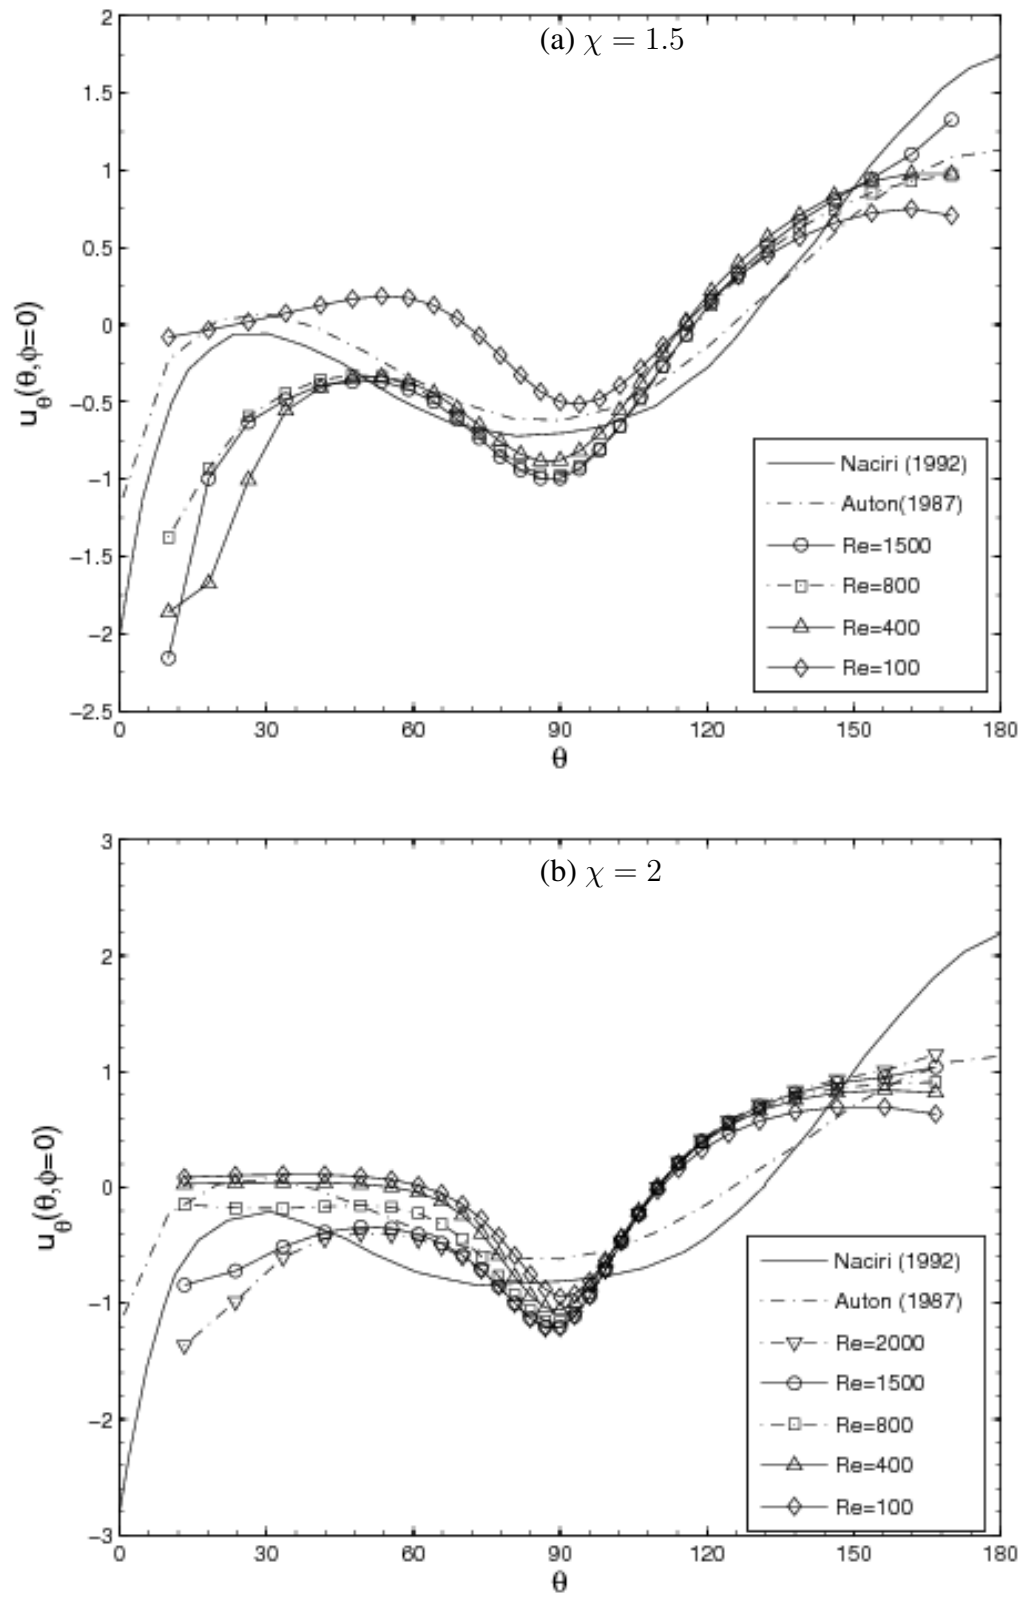 (a) χ = 1.5
2
1.5
1
0.5
0
−0.5
−1
−1.5
−2
−2.5
u_θ(θ,ϕ=0)
Naciri (1992)
Auton(1987)
Re=1500
Re=800
Re=400
Re=100
0 30 60 90 120 150 180
θ
(b) χ = 2
3
2
1
0
−1
−2
−3
u_θ(θ,ϕ=0)
Naciri (1992)
Auton (1987)
Re=2000
Re=1500
Re=800
Re=400
Re=100
0 30 60 90 120 150 180
θ